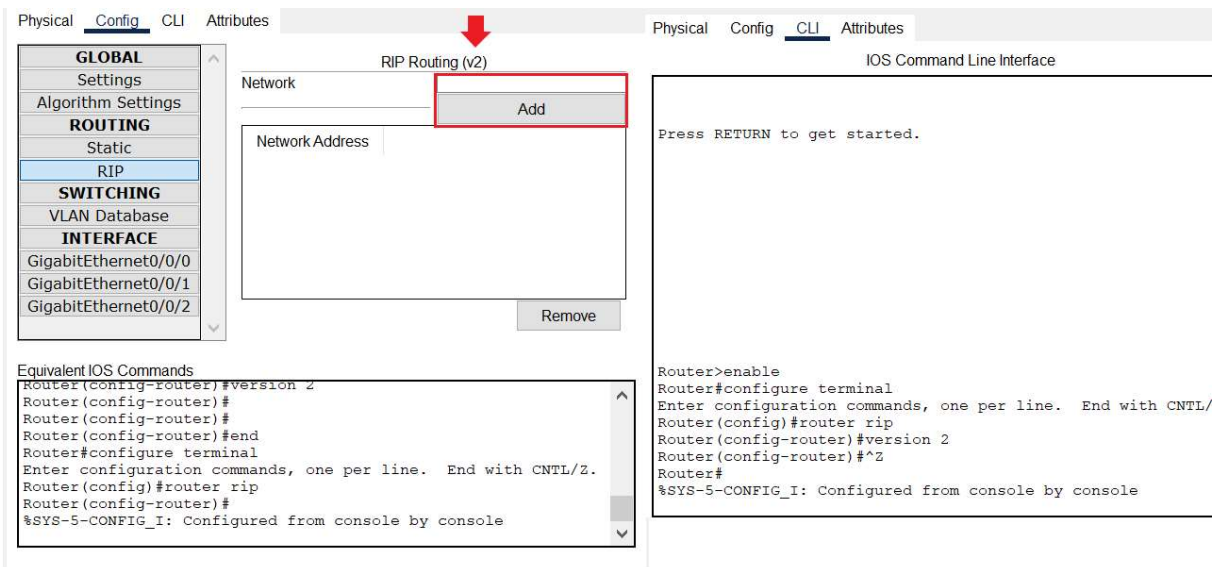 Physical Config CLI Attributes
GLOBAL
Settings
Algorithm Settings
ROUTING
Static
RIP
SWITCHING
VLAN Database
INTERFACE
GigabitEthernet0/0/0
GigabitEthernet0/0/1
GigabitEthernet0/0/2
RIP Routing (v2)
Network
Add
Network Address
Remove
Equivalent IOS Commands
Router(config-router)#version 2
Router(config-router)#
Router(config-router)#
Router(config-router)#end
Router#configure terminal
Enter configuration commands, one per line. End with CNTL/Z.
Router(config)#router rip
Router(config-router)#
%SYS-5-CONFIG_I: Configured from console by console
Physical Config CLI Attributes
IOS Command Line Interface
Press RETURN to get started.
Router>enable
Router#configure terminal
Enter configuration commands, one per line. End with CNTL/
Router(config)#router rip
Router(config-router)#version 2
Router(config-router)#^Z
Router#
%SYS-5-CONFIG_I: Configured from console by console